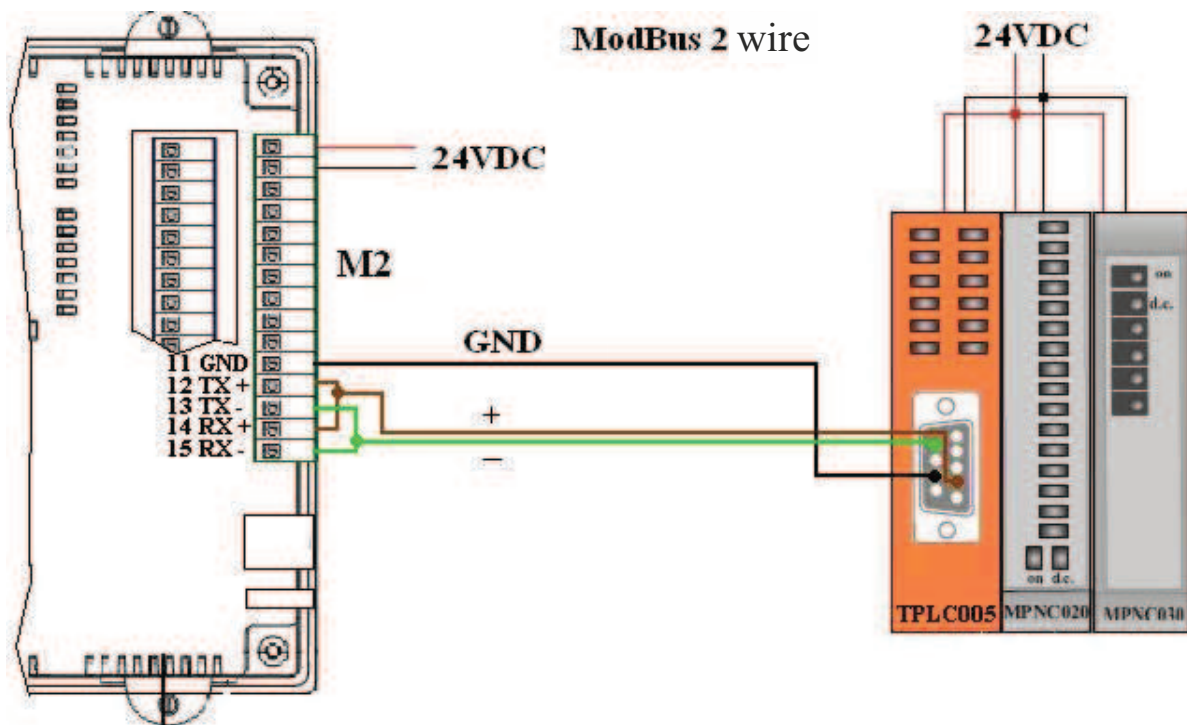 ModBus 2 wire
24VDC
24VDC
M2
GND
11 GND
12 TX +
13 TX -
14 RX +
15 RX -
+
–
on
d.c.
on d.c.
TPLC005
MPNC020
MPNC030